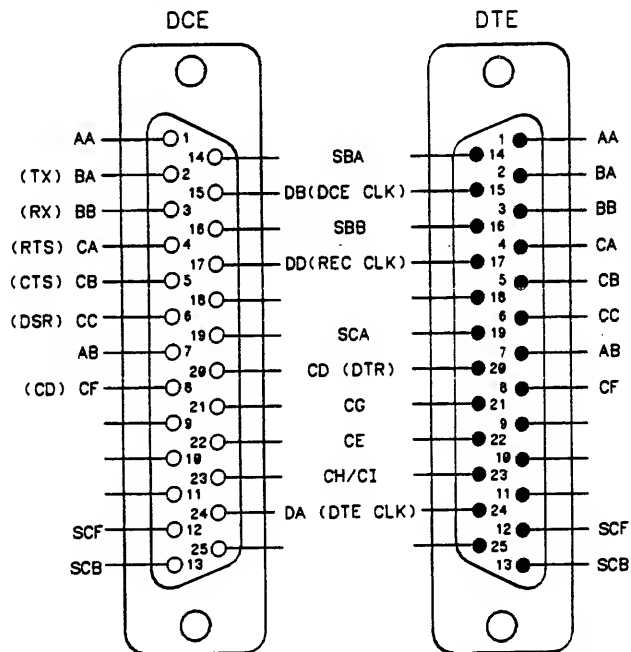 DCE DTE
AA 1 1 AA
14 SBA 14
(TX) BA 2 2 BA
15 DB(DCE CLK) 15
(RX) BB 3 3 BB
16 SBB 16
(RTS) CA 4 4 CA
17 DD(REC CLK) 17
(CTS) CB 5 5 CB
18 18
(DSR) CC 6 6 CC
19 SCA 19
AB 7 7 AB
20 CD (DTR) 20
(CD) CF 8 8 CF
21 CG 21
9 9
22 CE 22
10 10
23 CH/CI 23
11 11
24 DA (DTE CLK) 24
SCF 12 12 SCF
25 25
SCB 13 13 SCB